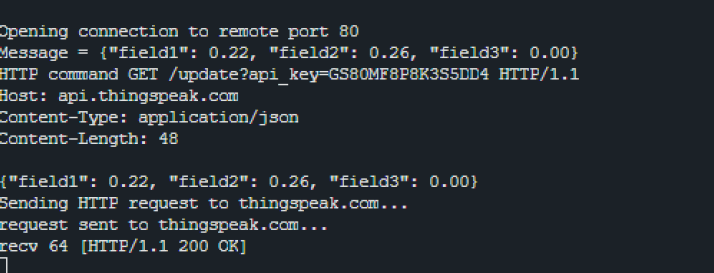 Opening connection to remote port 80
Message = {"field1": 0.22, "field2": 0.26, "field3": 0.00}
HTTP command GET /update?api_key=GS80MF8P8K3S5DD4 HTTP/1.1
Host: api.thingspeak.com
Content-Type: application/json
Content-Length: 48
{"field1": 0.22, "field2": 0.26, "field3": 0.00}
Sending HTTP request to thingspeak.com...
request sent to thingspeak.com...
recv 64 [HTTP/1.1 200 OK]